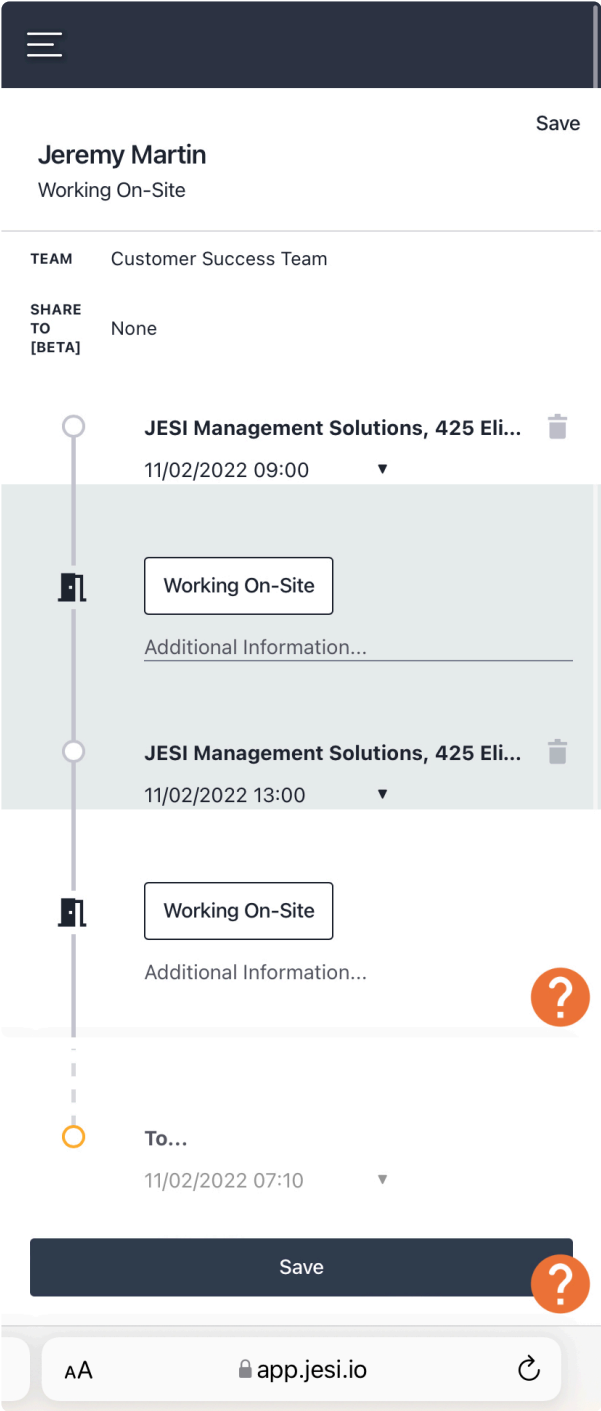 Save
Jeremy Martin
Working On-Site
TEAM Customer Success Team
SHARE
TO None
[BETA]
JESI Management Solutions, 425 Eli...
11/02/2022 09:00 ▼
Working On-Site
Additional Information...
JESI Management Solutions, 425 Eli...
11/02/2022 13:00 ▼
Working On-Site
Additional Information...
?
To...
11/02/2022 07:10 ▼
Save
?
AA app.jesi.io